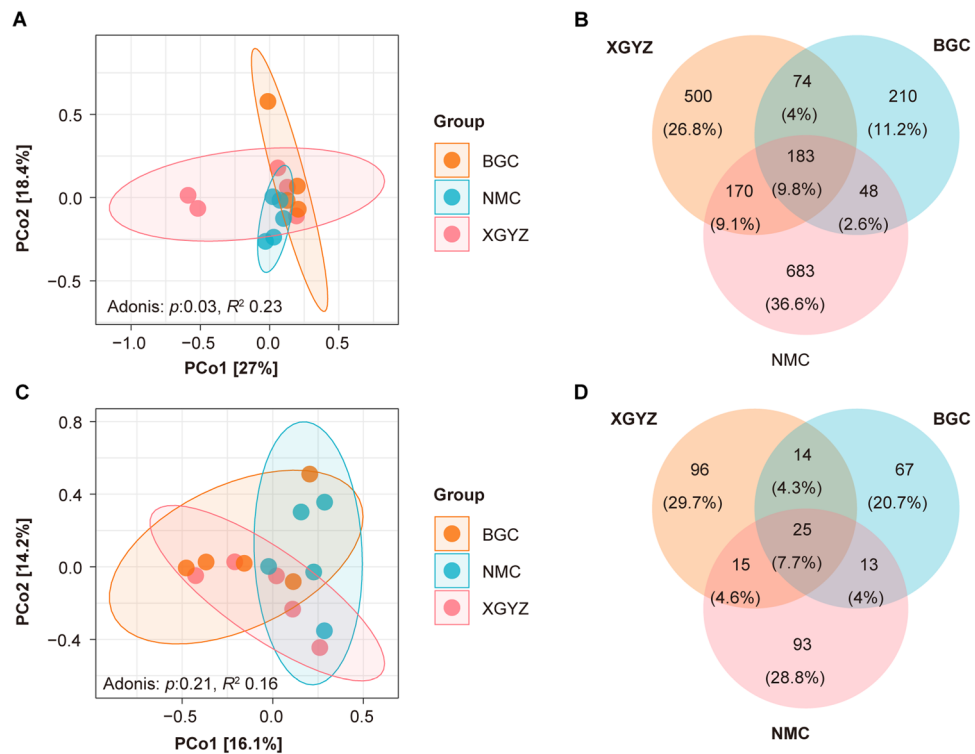 A
PCo2 [18.4%]
0.5
0.0
−0.5
Adonis: p:0.03, R² 0.23
−1.0 −0.5 0.0 0.5
PCo1 [27%]
Group
BGC
NMC
XGYZ
B
XGYZ
BGC
500
(26.8%)
74
(4%)
210
(11.2%)
183
(9.8%)
170
(9.1%)
48
(2.6%)
683
(36.6%)
NMC
C
PCo2 [14.2%]
0.8
0.4
0.0
−0.4
Adonis: p:0.21, R² 0.16
−0.5 0.0 0.5
PCo1 [16.1%]
Group
BGC
NMC
XGYZ
D
XGYZ
BGC
96
(29.7%)
14
(4.3%)
67
(20.7%)
25
(7.7%)
15
(4.6%)
13
(4%)
93
(28.8%)
NMC